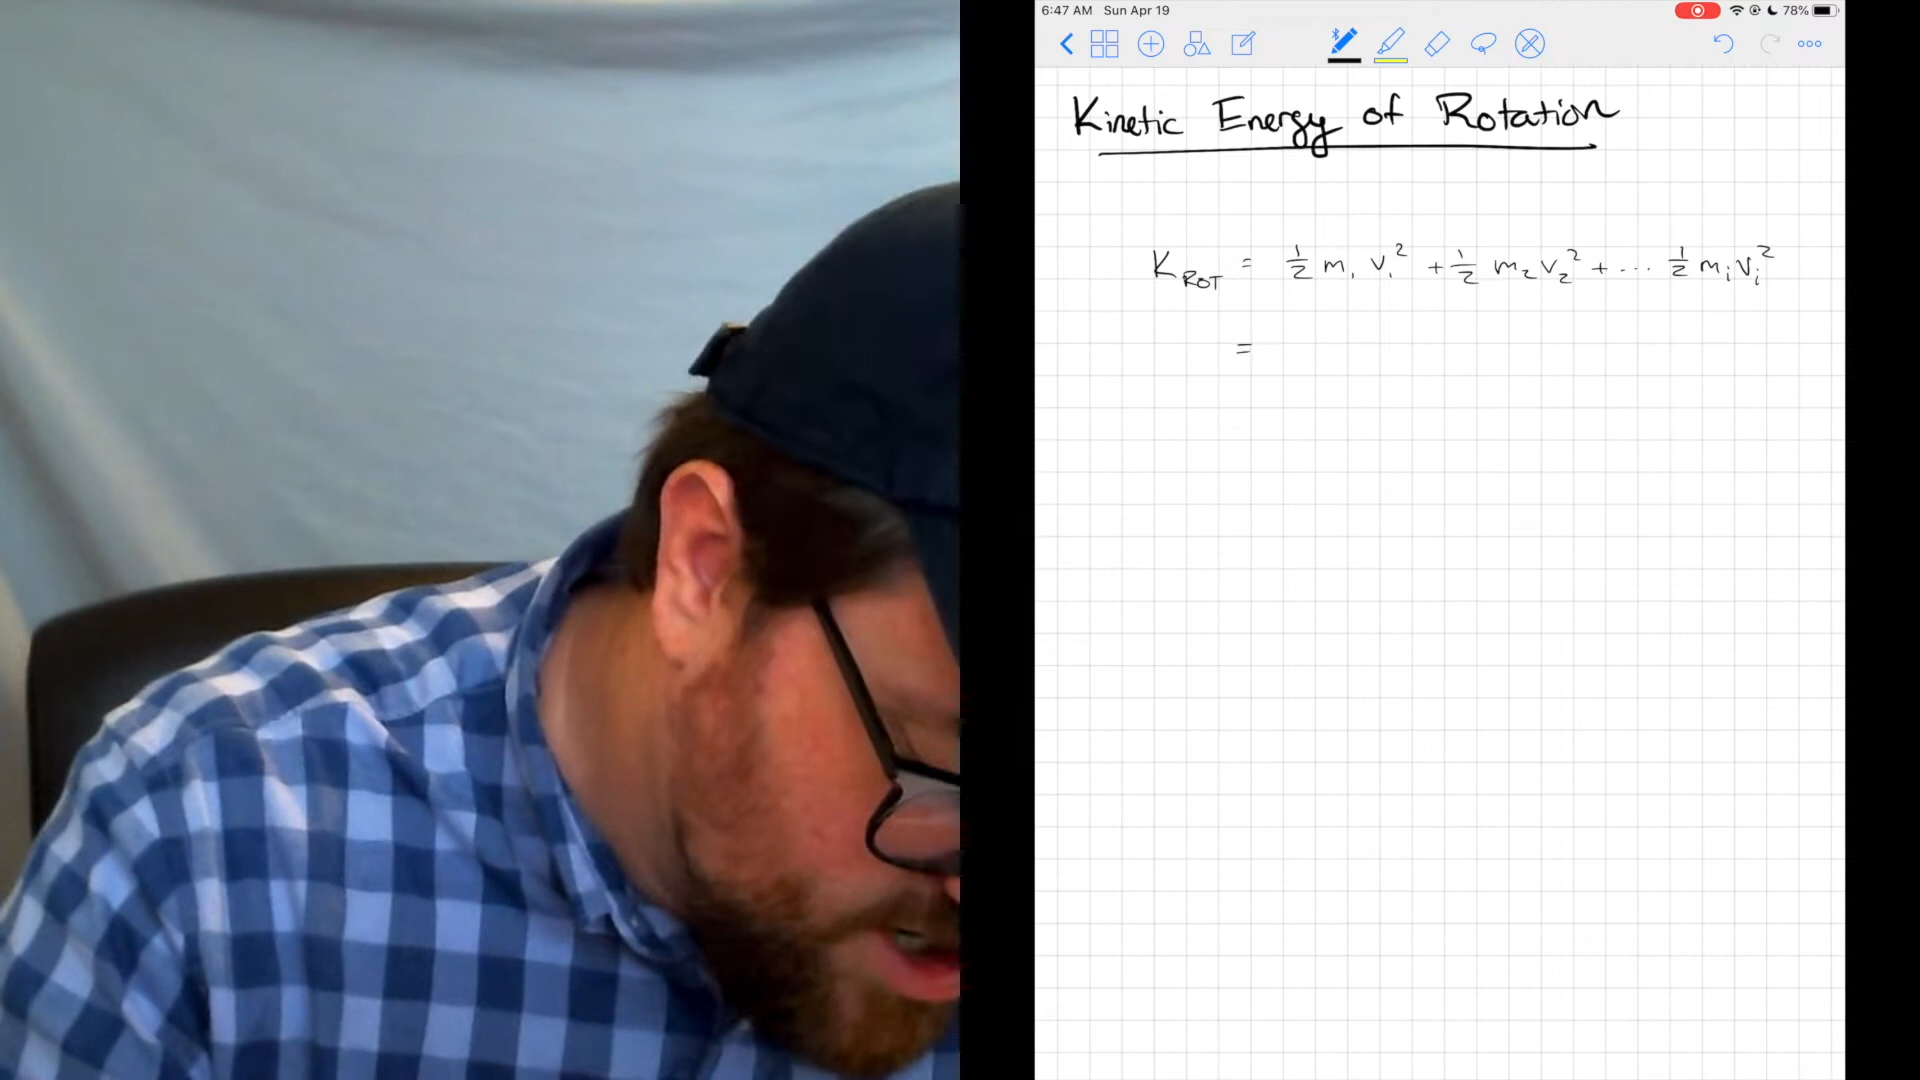 6:47 AM Sun Apr 19 78%
Kinetic Energy of Rotation
K_ROT = ½ m₁ v₁² + ½ m₂ v₂² + ... ½ mᵢ vᵢ²
=